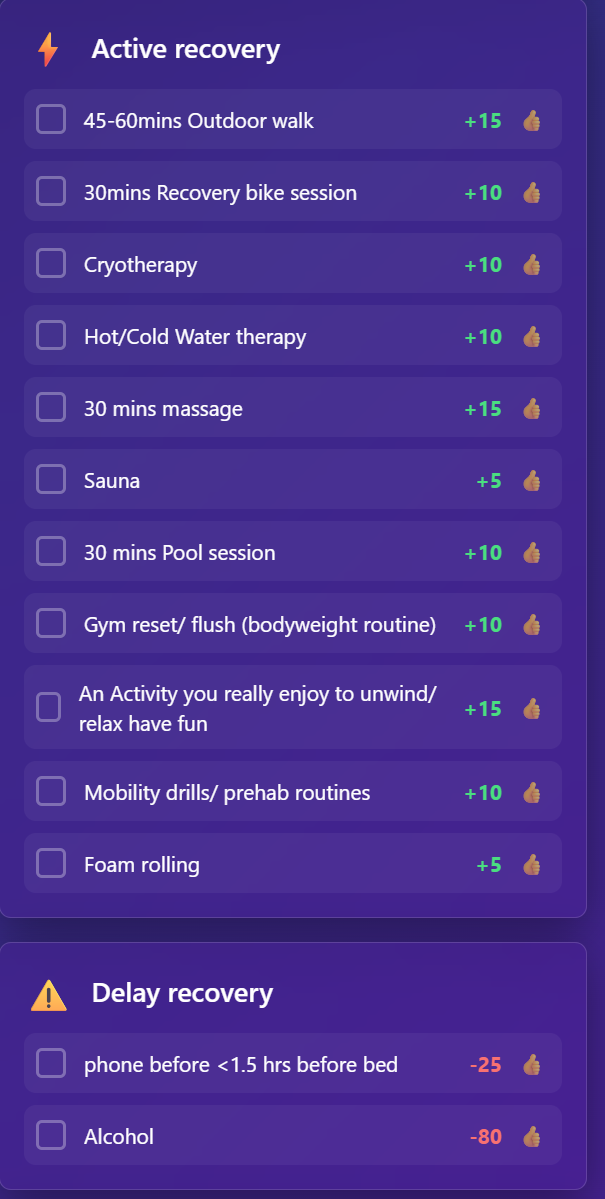 Active recovery
45-60mins Outdoor walk +15
30mins Recovery bike session +10
Cryotherapy +10
Hot/Cold Water therapy +10
30 mins massage +15
Sauna +5
30 mins Pool session +10
Gym reset/ flush (bodyweight routine) +10
An Activity you really enjoy to unwind/
relax have fun +15
Mobility drills/ prehab routines +10
Foam rolling +5
Delay recovery
phone before <1.5 hrs before bed -25
Alcohol -80